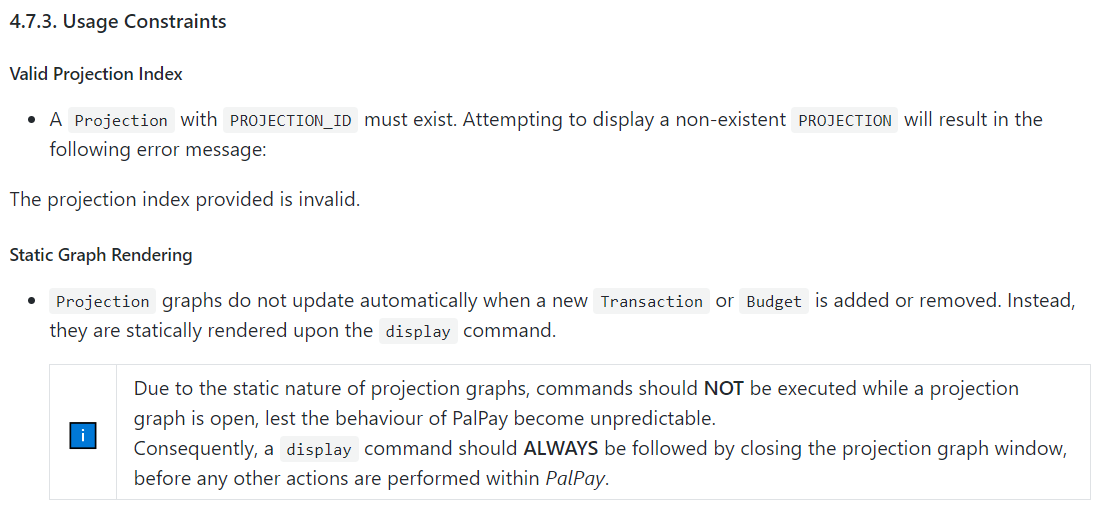 4.7.3. Usage Constraints
Valid Projection Index
• A Projection with PROJECTION_ID must exist. Attempting to display a non-existent PROJECTION will result in the
following error message:
The projection index provided is invalid.
Static Graph Rendering
• Projection graphs do not update automatically when a new Transaction or Budget is added or removed. Instead,
they are statically rendered upon the display command.
i
Due to the static nature of projection graphs, commands should NOT be executed while a projection
graph is open, lest the behaviour of PalPay become unpredictable.
Consequently, a display command should ALWAYS be followed by closing the projection graph window,
before any other actions are performed within PalPay.